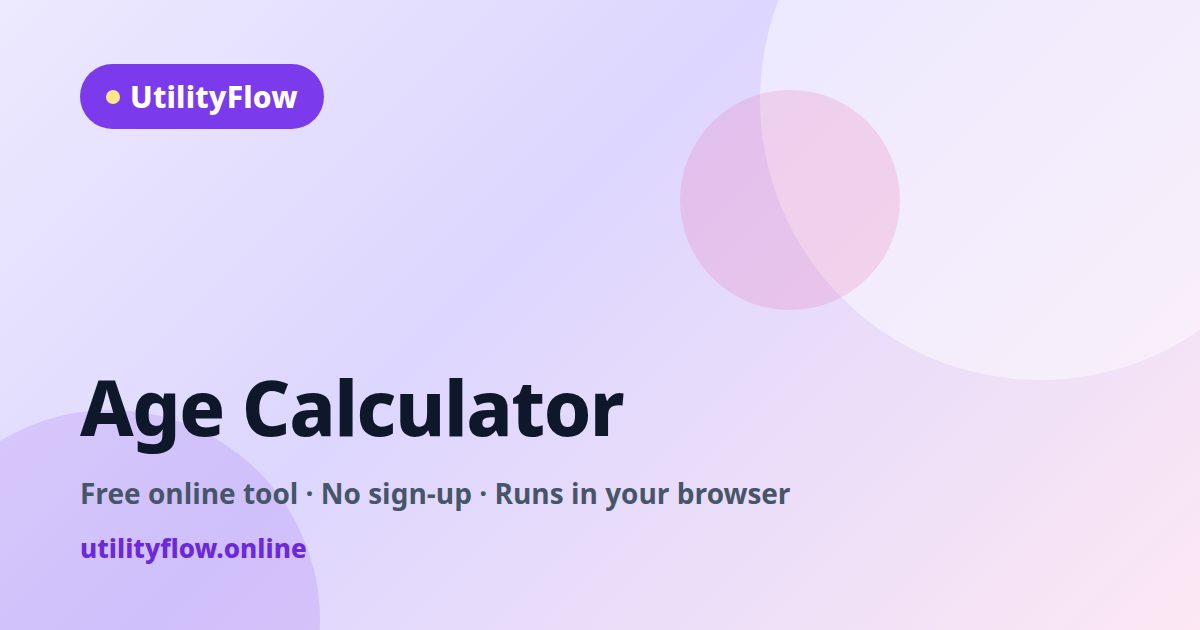 UtilityFlow
Age Calculator
Free online tool · No sign-up · Runs in your browser
utilityflow.online